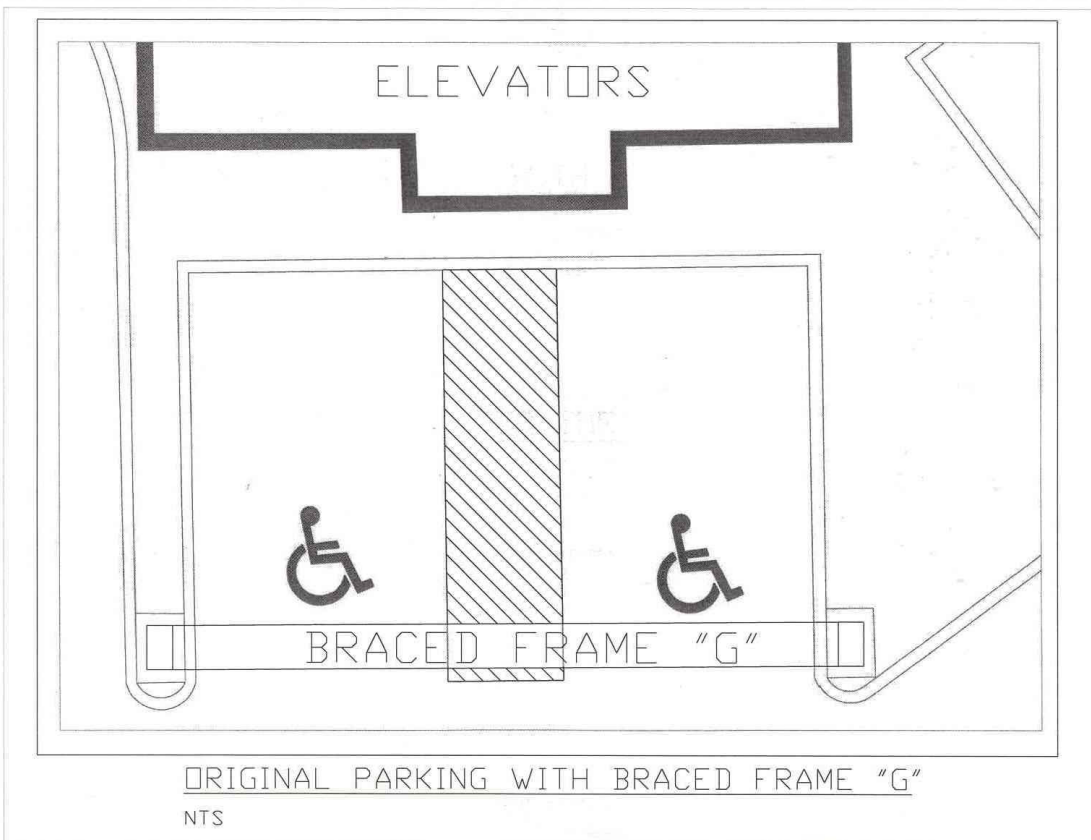 ELEVATORS
BRACED FRAME "G"
ORIGINAL PARKING WITH BRACED FRAME "G"
NTS